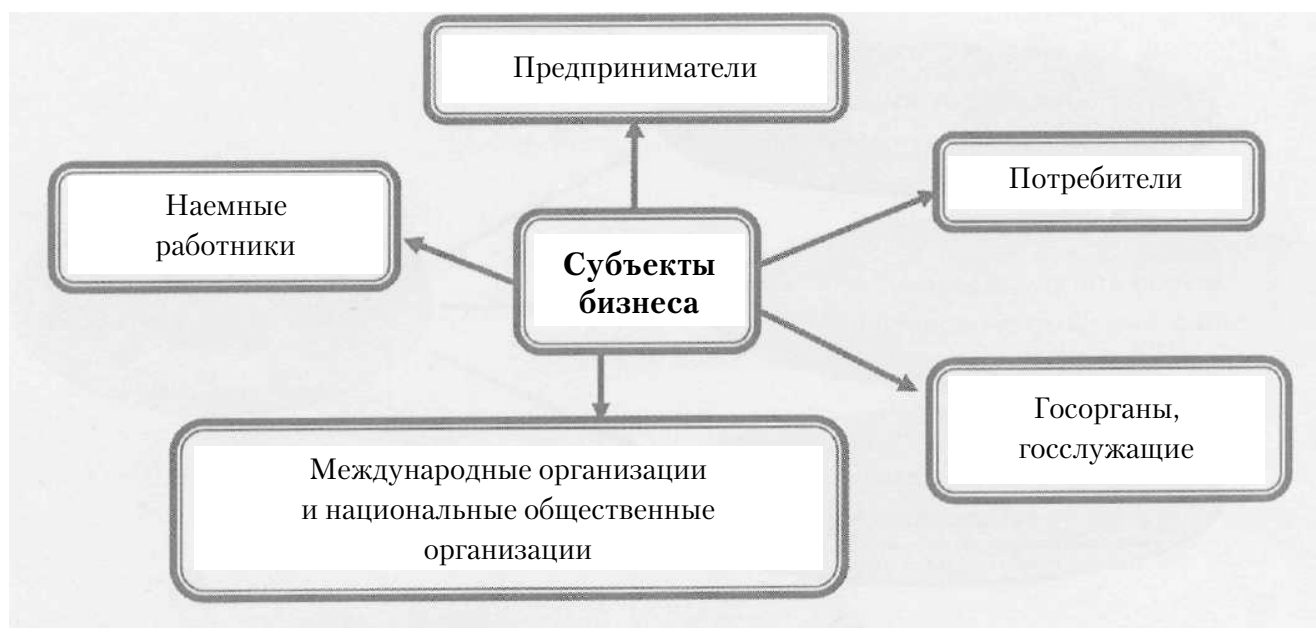 Предприниматели
Потребители
Наемные
работники
Субъекты
бизнеса
Госорганы,
госслужащие
Международные организации
и национальные общественные
организации